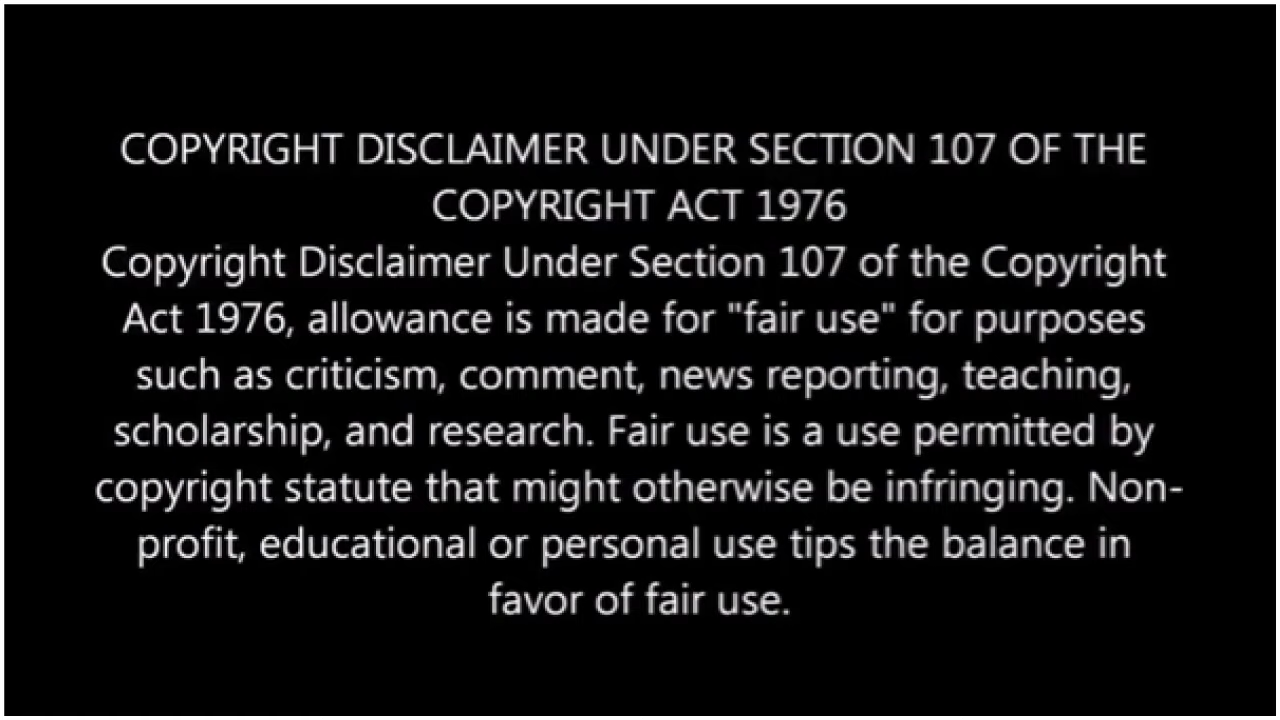 COPYRIGHT DISCLAIMER UNDER SECTION 107 OF THE
COPYRIGHT ACT 1976
Copyright Disclaimer Under Section 107 of the Copyright
Act 1976, allowance is made for "fair use" for purposes
such as criticism, comment, news reporting, teaching,
scholarship, and research. Fair use is a use permitted by
copyright statute that might otherwise be infringing. Non-
profit, educational or personal use tips the balance in
favor of fair use.